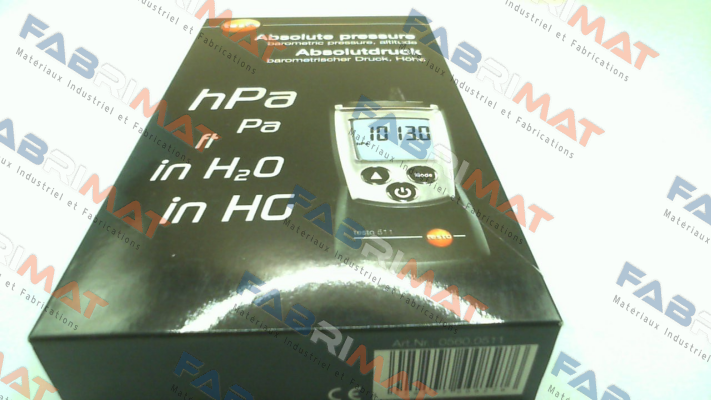 testo
Absolute pressure
barometric pressure, altitude
Absolutdruck
barometrischer Druck, Höhe
hPa
Pa
ft
in H₂O
in HG
1013.0
Mode
testo 511
testo
Art.Nr. 0560.0511
CE
FABRIMAT
Matériaux Industriel et Fabrications